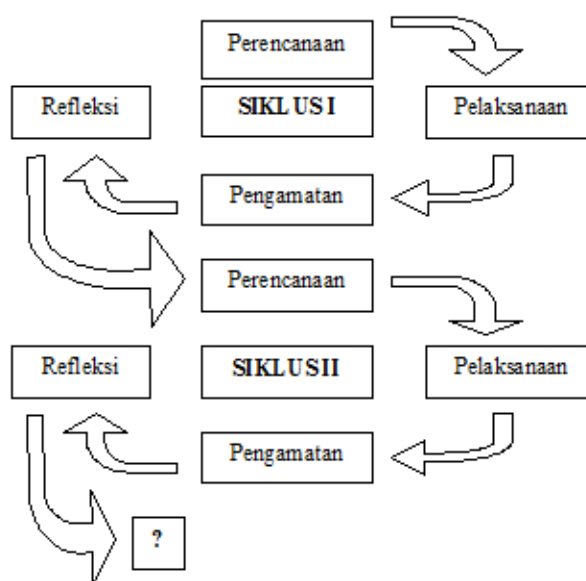 Perencanaan
Refleksi
SIKLUS I
Pelaksanaan
Pengamatan
Perencanaan
Refleksi
SIKLUS II
Pelaksanaan
Pengamatan
?